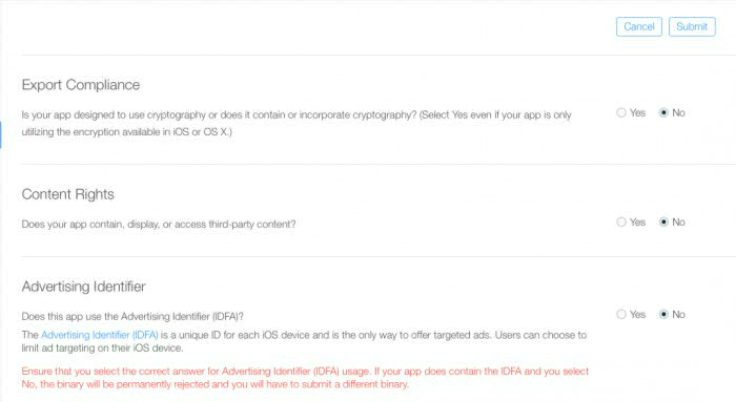 Cancel Submit
Export Compliance
Is your app designed to use cryptography or does it contain or incorporate cryptography? (Select Yes even if your app is only Yes No
utilizing the encryption available in iOS or OS X.)
Content Rights
Does your app contain, display, or access third-party content? Yes No
Advertising Identifier
Does this app use the Advertising Identifier (IDFA)? Yes No
The Advertising Identifier (IDFA) is a unique ID for each iOS device and is the only way to offer targeted ads. Users can choose to
limit ad targeting on their iOS device.
Ensure that you select the correct answer for Advertising Identifier (IDFA) usage. If your app does contain the IDFA and you select
No, the binary will be permanently rejected and you will have to submit a different binary.